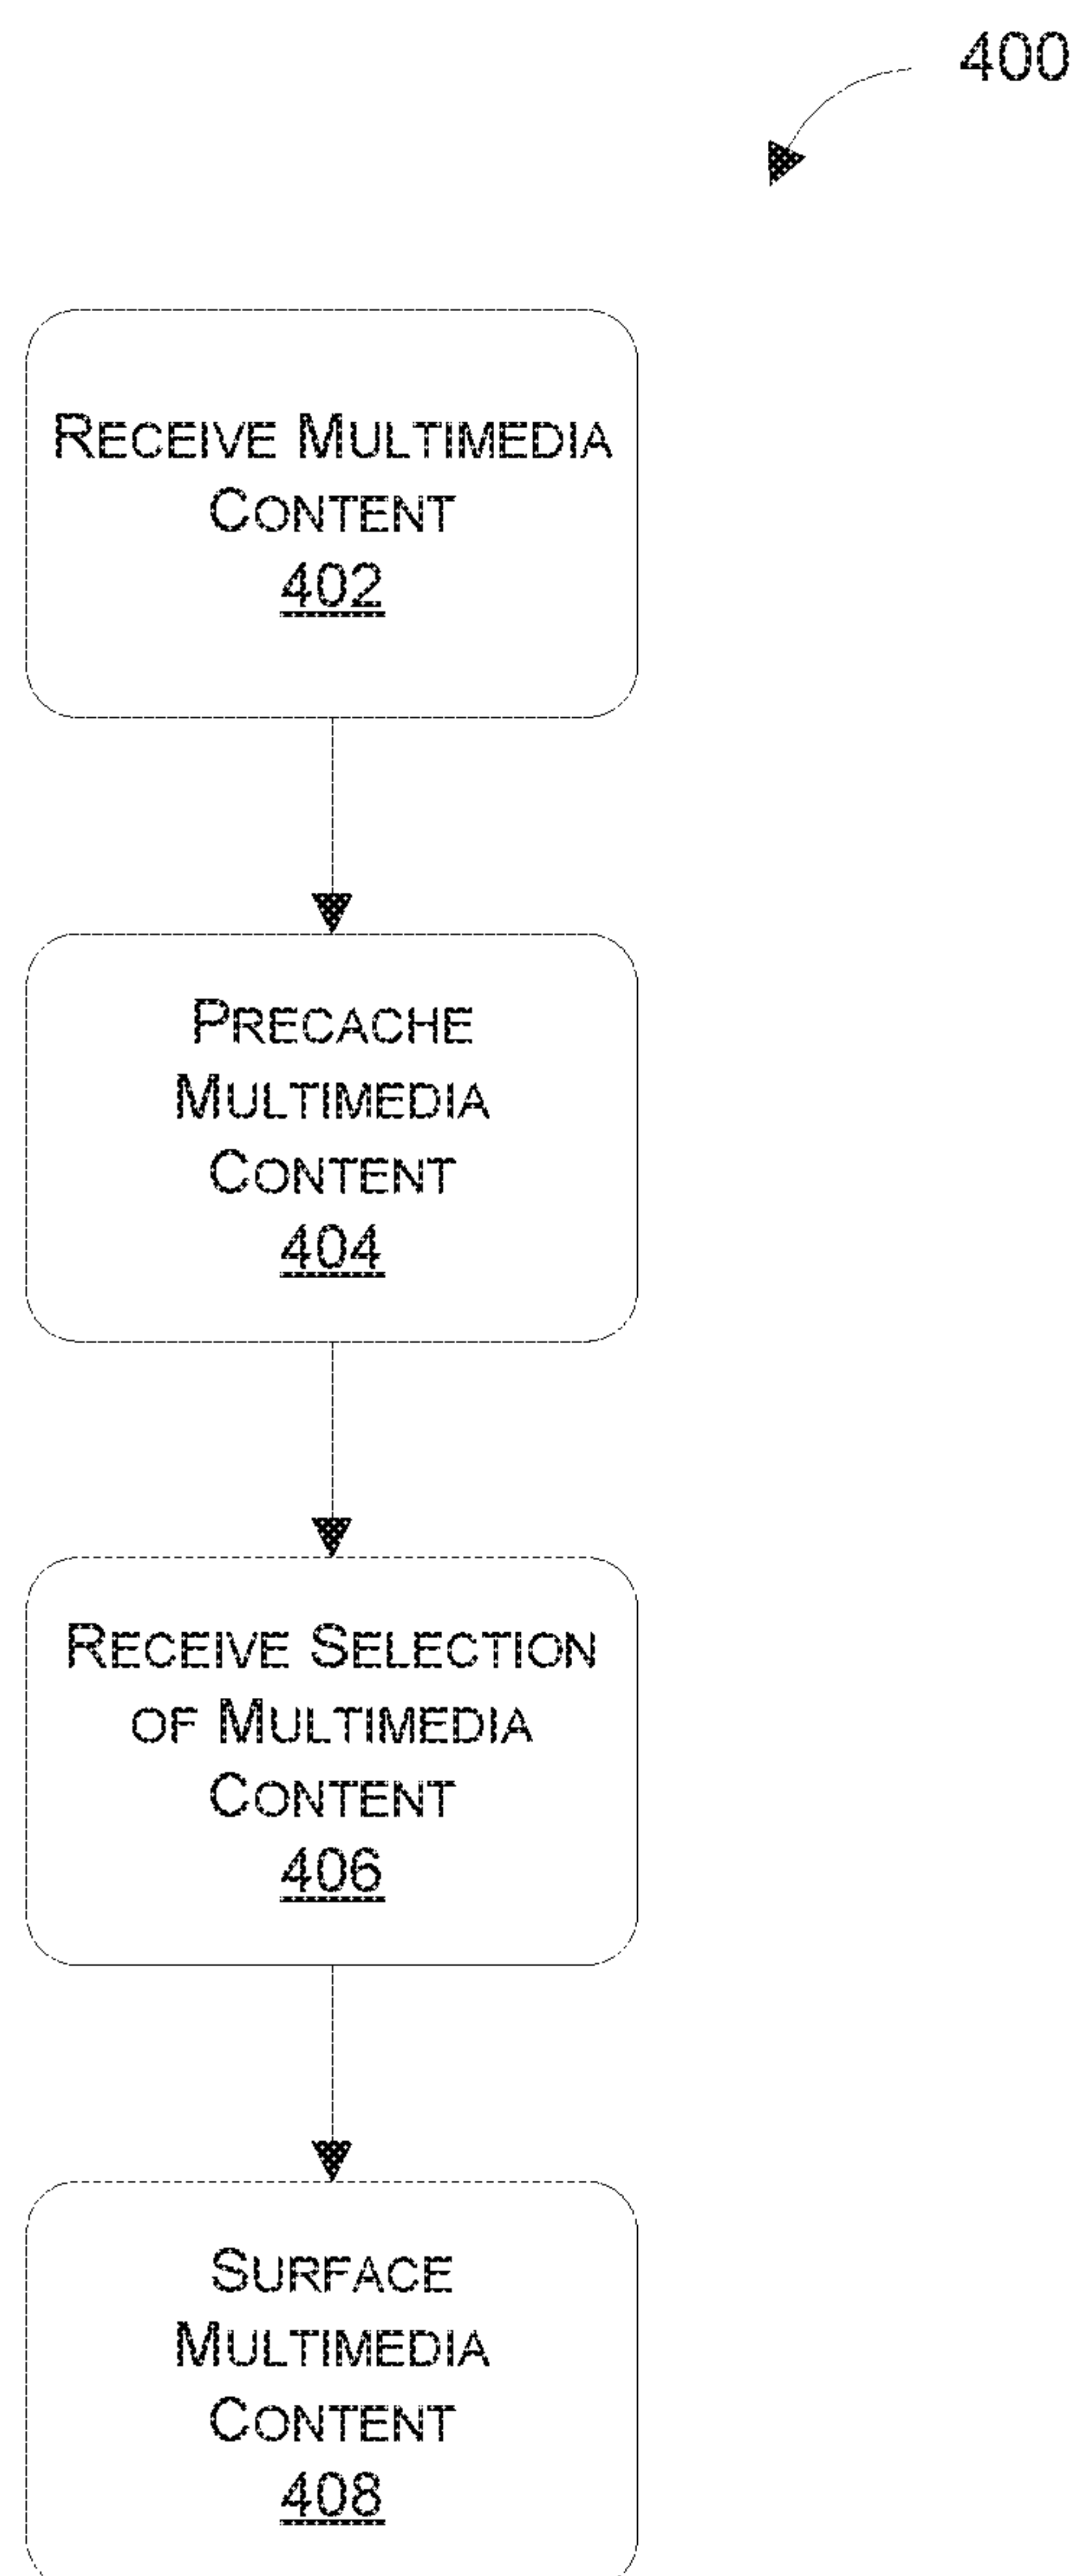 400
RECEIVE MULTIMEDIA
CONTENT
402
PRECACHE
MULTIMEDIA
CONTENT
404
RECEIVE SELECTION
OF MULTIMEDIA
CONTENT
406
SURFACE
MULTIMEDIA
CONTENT
408